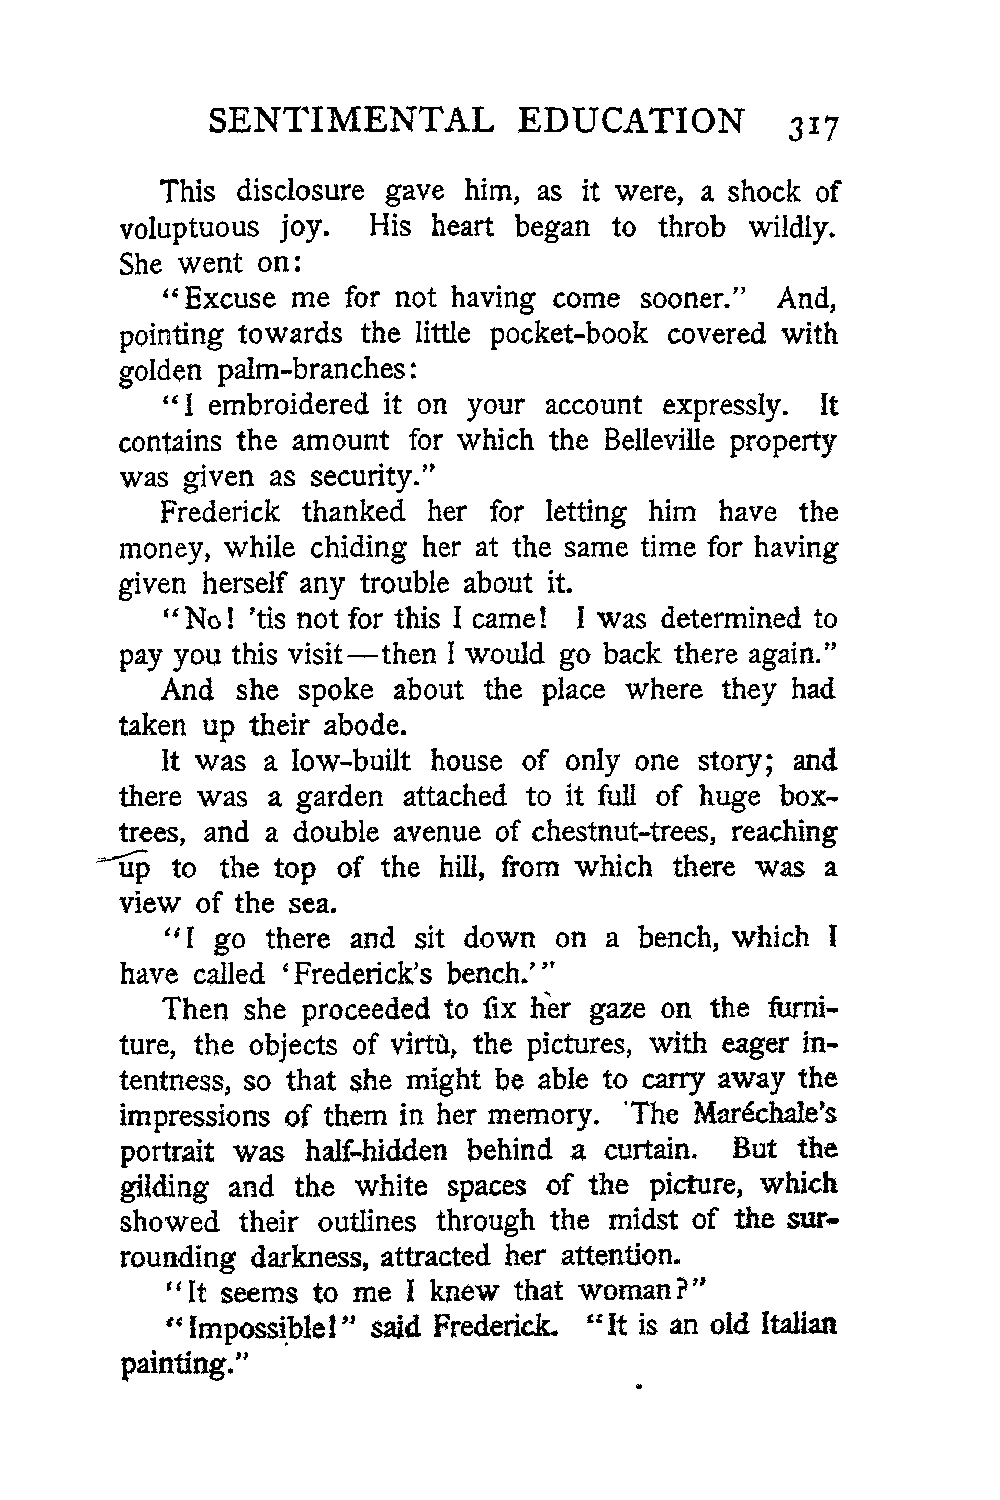 SENTIMENTAL EDUCATION 317
This disclosure gave him, as it were, a shock of
voluptuous joy. His heart began to throb wildly.
She went on:
"Excuse me for not having come sooner." And,
pointing towards the little pocket-book covered with
golden palm-branches:
"I embroidered it on your account expressly. It
contains the amount for which the Belleville property
was given as security."
Frederick thanked her for letting him have the
money, while chiding her at the same time for having
given herself any trouble about it.
"No! 'tis not for this I came! I was determined to
pay you this visit—then I would go back there again."
And she spoke about the place where they had
taken up their abode.
It was a low-built house of only one story; and
there was a garden attached to it full of huge box-
trees, and a double avenue of chestnut-trees, reaching
up to the top of the hill, from which there was a
view of the sea.
"I go there and sit down on a bench, which I
have called 'Frederick's bench.'"
Then she proceeded to fix her gaze on the furni-
ture, the objects of virtù, the pictures, with eager in-
tentness, so that she might be able to carry away the
impressions of them in her memory. The Maréchale's
portrait was half-hidden behind a curtain. But the
gilding and the white spaces of the picture, which
showed their outlines through the midst of the sur-
rounding darkness, attracted her attention.
"It seems to me I knew that woman?"
"Impossible!" said Frederick. "It is an old Italian
painting."